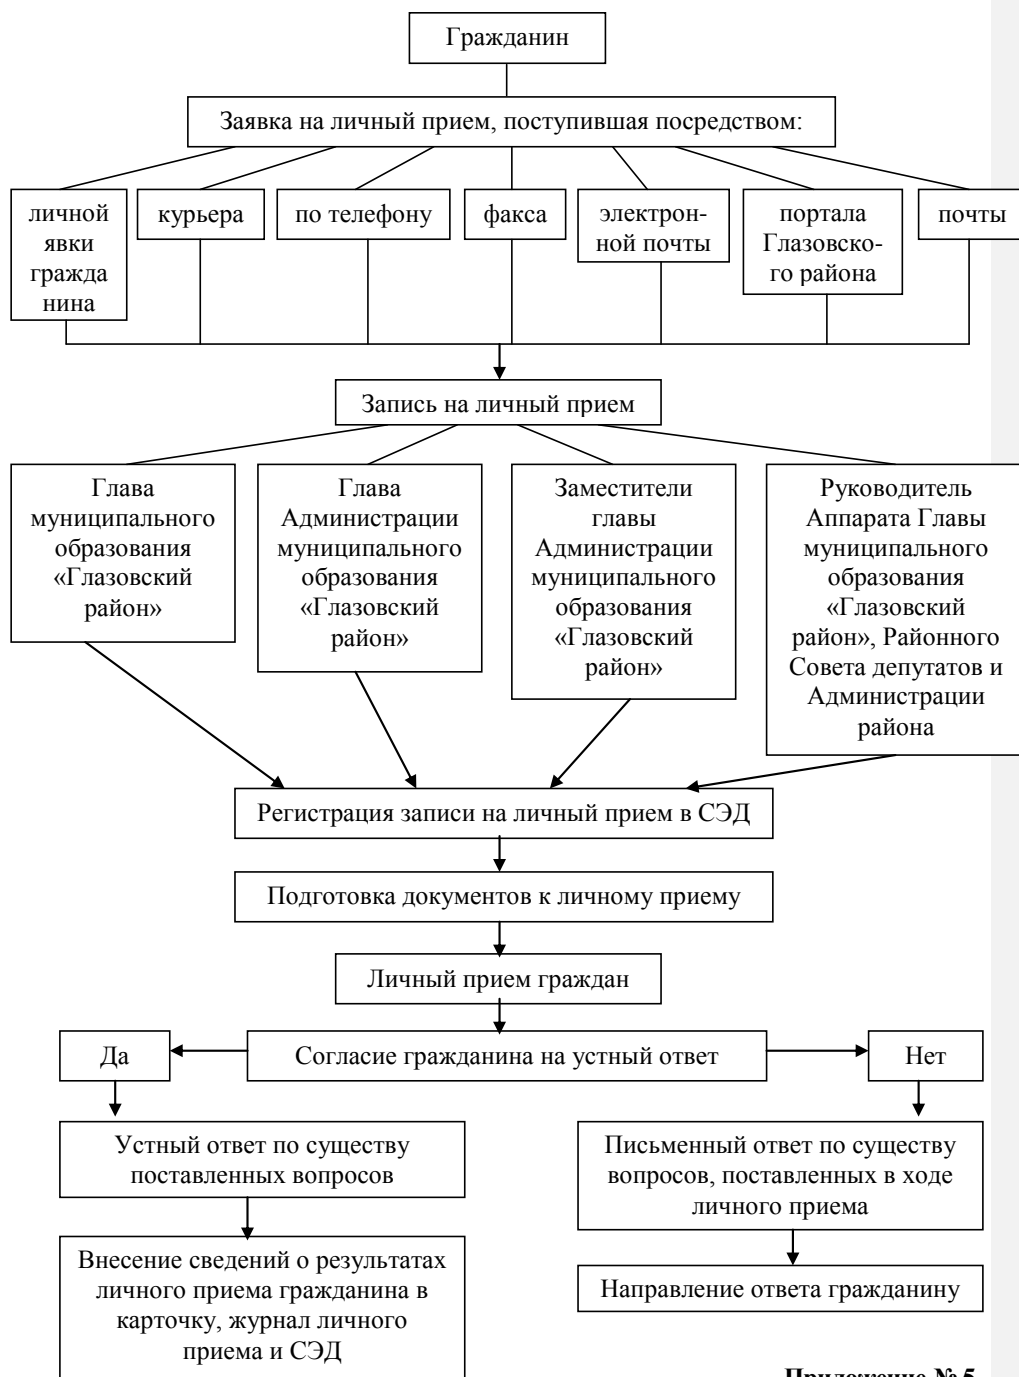 Гражданин
Заявка на личный прием, поступившая посредством:
личной
явки
гражда
нина
курьера
по телефону
факса
электрон-
ной почты
портала
Глазовско-
го района
почты
Запись на личный прием
Глава
муниципального
образования
«Глазовский
район»
Глава
Администрации
муниципального
образования
«Глазовский
район»
Заместители
главы
Администрации
муниципального
образования
«Глазовский
район»
Руководитель
Аппарата Главы
муниципального
образования
«Глазовский
район», Районного
Совета депутатов и
Администрации
района
Регистрация записи на личный прием в СЭД
Подготовка документов к личному приему
Личный прием граждан
Да
Согласие гражданина на устный ответ
Нет
Устный ответ по существу
поставленных вопросов
Письменный ответ по существу
вопросов, поставленных в ходе
личного приема
Внесение сведений о результатах
личного приема гражданина в
карточку, журнал личного
приема и СЭД
Направление ответа гражданину
Приложение № 5